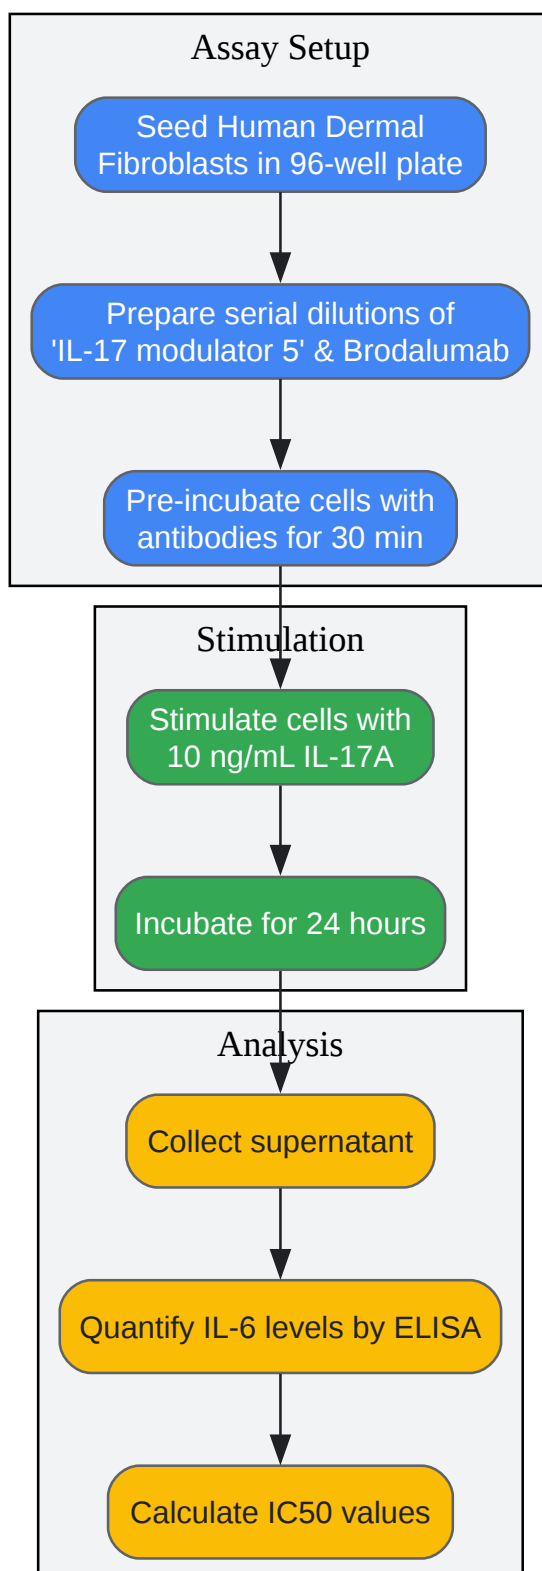 Assay Setup
Seed Human Dermal
Fibroblasts in 96-well plate
Prepare serial dilutions of
'IL-17 modulator 5' & Brodalumab
Pre-incubate cells with
antibodies for 30 min
Stimulation
Stimulate cells with
10 ng/mL IL-17A
Incubate for 24 hours
Analysis
Collect supernatant
Quantify IL-6 levels by ELISA
Calculate IC50 values